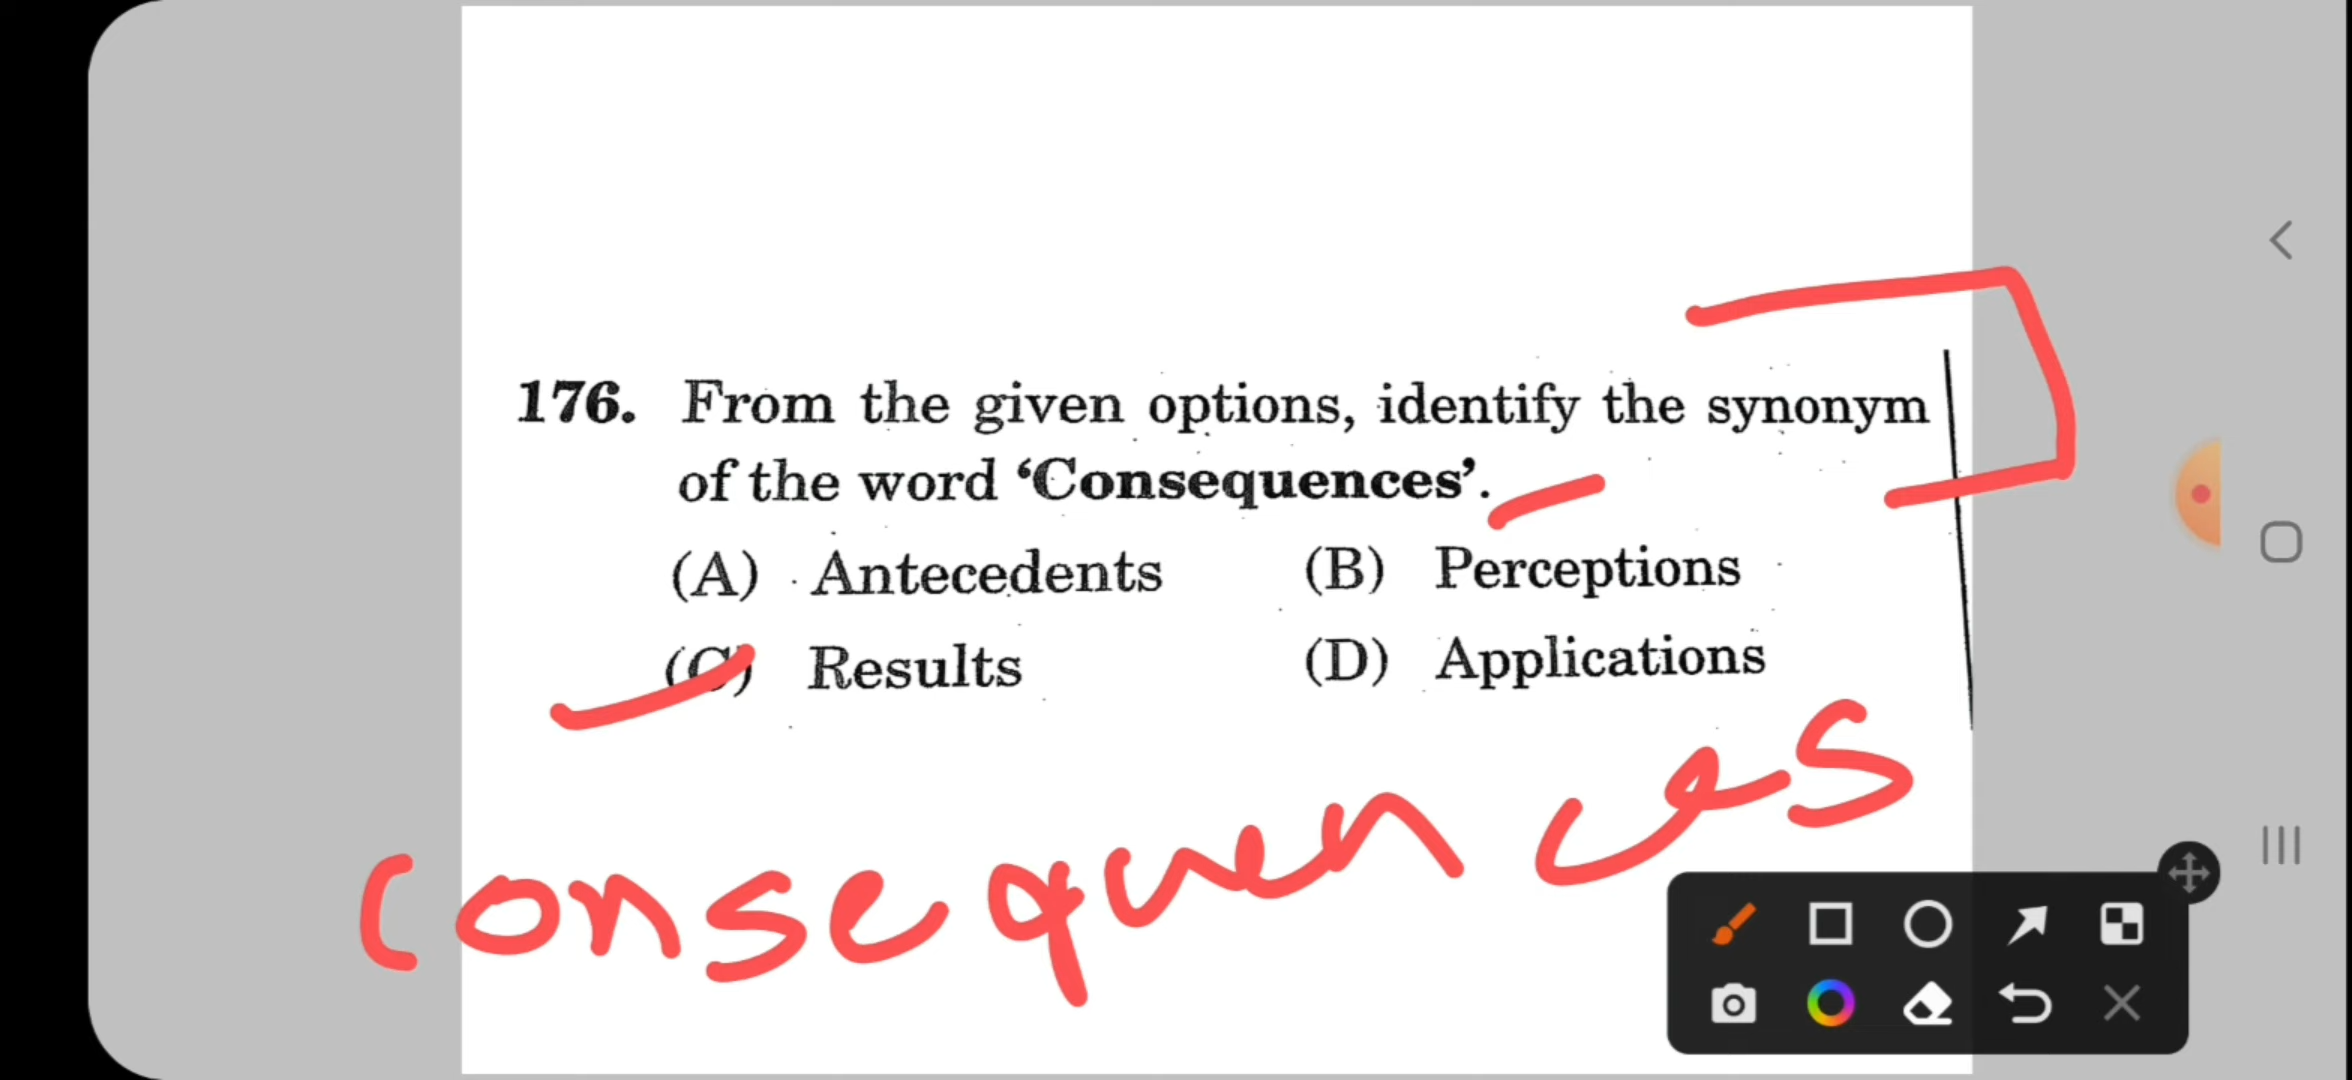 176. From the given options, identify the synonym
of the word ‘Consequences’.
(A) Antecedents (B) Perceptions
(C) Results (D) Applications
Consequences